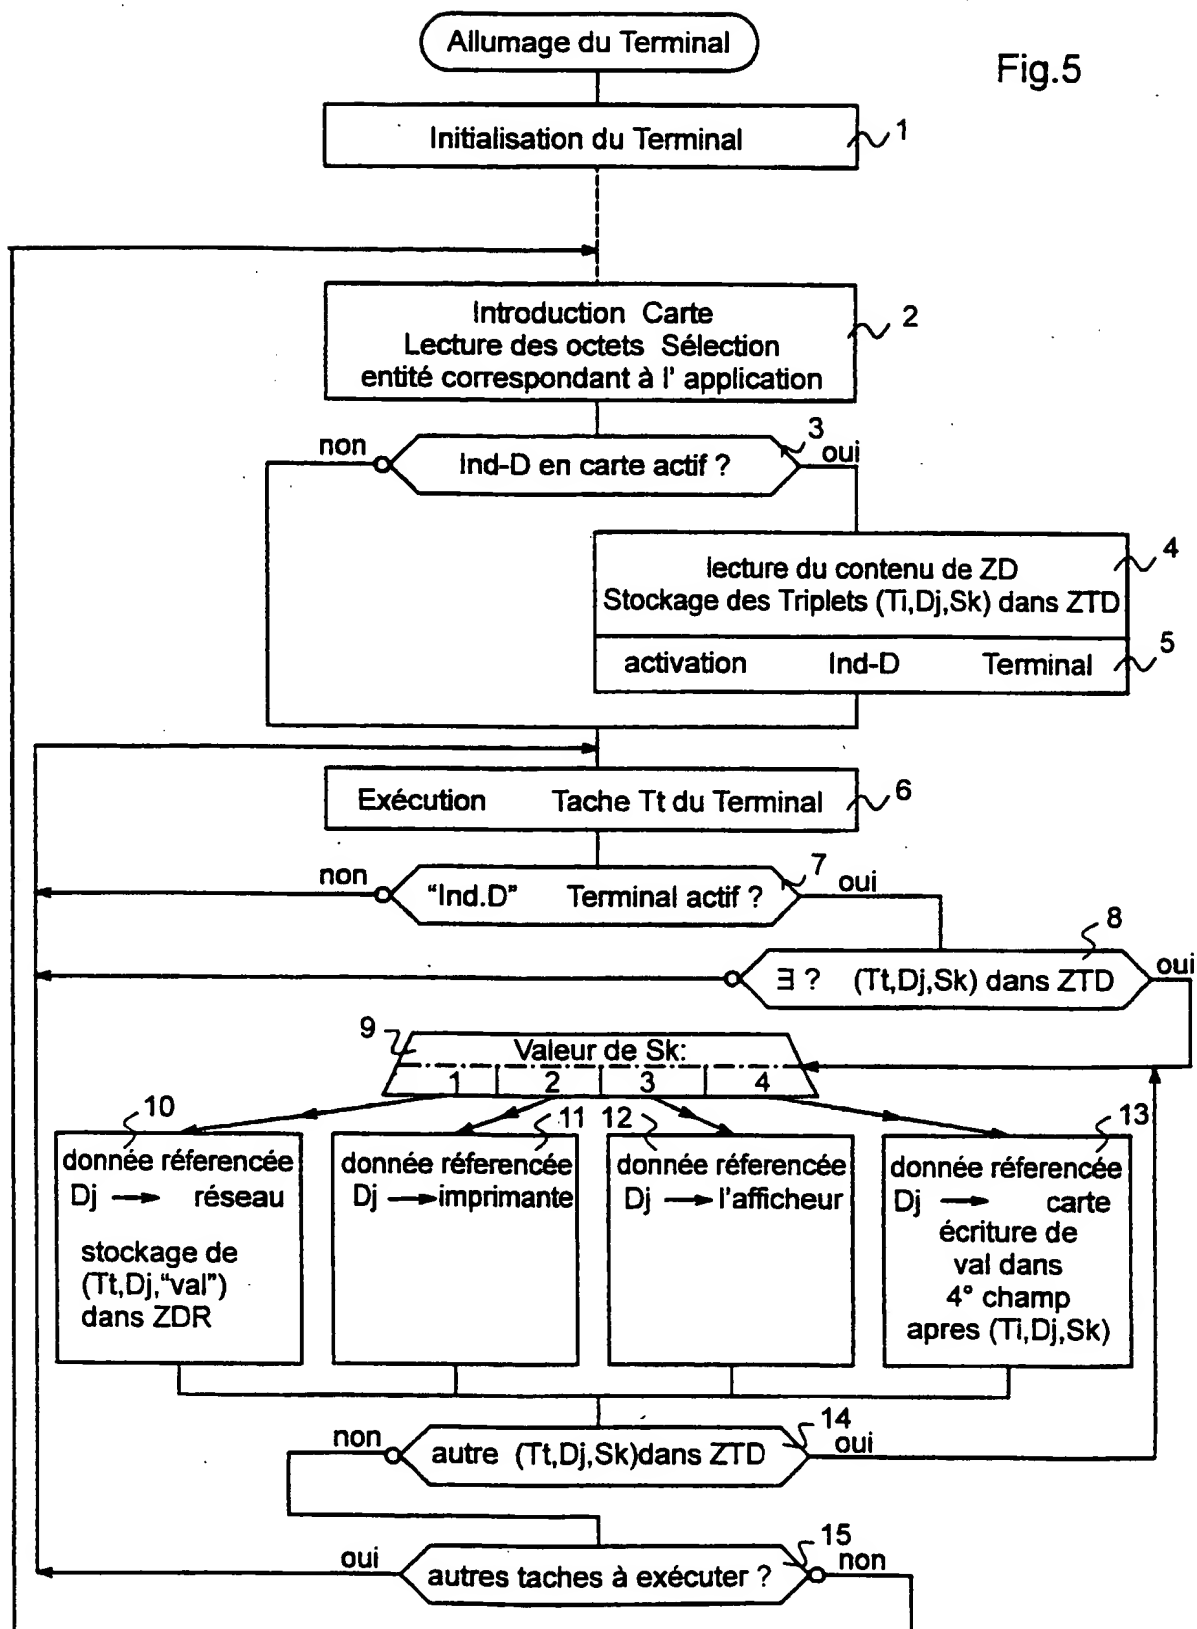 Allumage du Terminal
Fig.5
Initialisation du Terminal
1
Introduction Carte
Lecture des octets Sélection
entité correspondant à l' application
2
non
Ind-D en carte actif ?
3
oui
lecture du contenu de ZD
Stockage des Triplets (Ti,Dj,Sk) dans ZTD
4
activation Ind-D Terminal
5
Exécution Tache Tt du Terminal
6
non
“Ind.D” Terminal actif ?
7
oui
∃ ? (Tt,Dj,Sk) dans ZTD
8
oui
9
Valeur de Sk:
1 2 3 4
10
donnée réferencée
Dj → réseau
stockage de
(Tt,Dj,“val”)
dans ZDR
11
donnée réferencée
Dj → imprimante
12
donnée réferencée
Dj → l'afficheur
13
donnée réferencée
Dj → carte
écriture de
val dans
4° champ
apres (Ti,Dj,Sk)
non
autre (Tt,Dj,Sk)dans ZTD
14
oui
oui
autres taches à exécuter ?
15
non